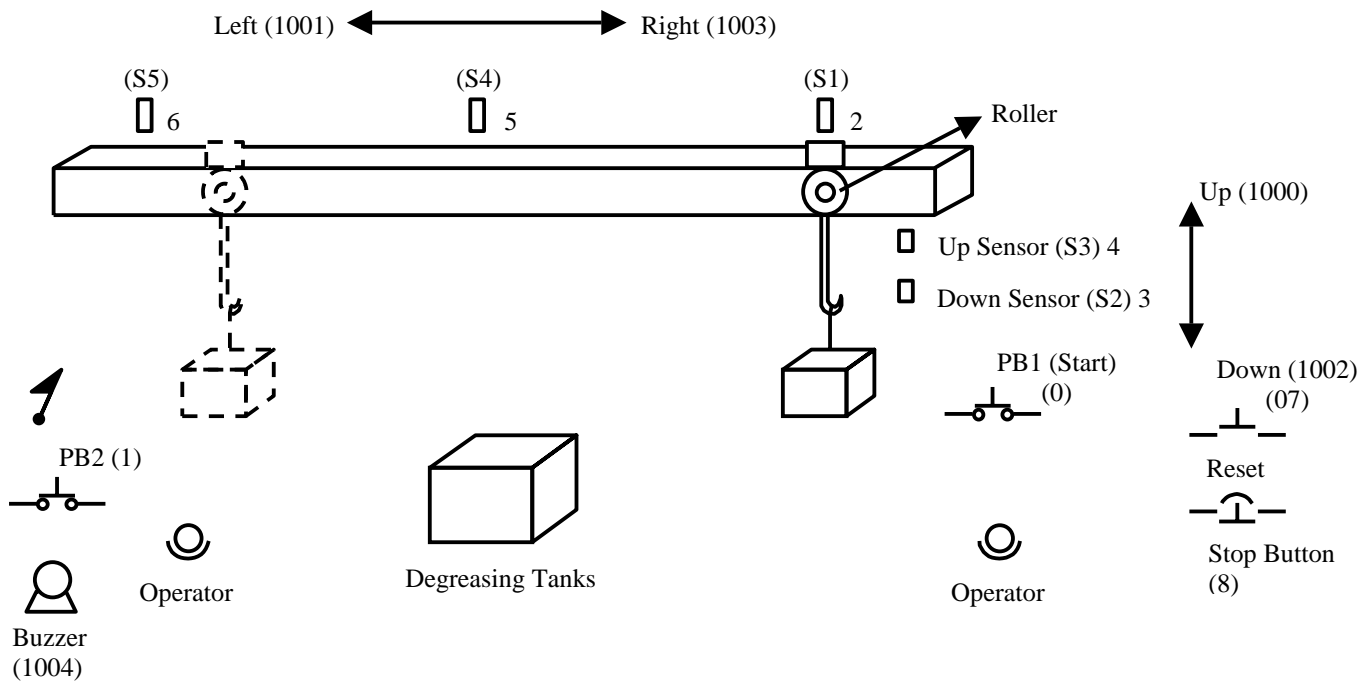 Left (1001)
Right (1003)
(S5)
(S4)
(S1)
6
5
2
Roller
Up (1000)
Up Sensor (S3) 4
Down Sensor (S2) 3
PB1 (Start)
(0)
Down (1002)
(07)
PB2 (1)
Reset
Degreasing Tanks
Operator
Operator
Stop Button
(8)
Buzzer
(1004)